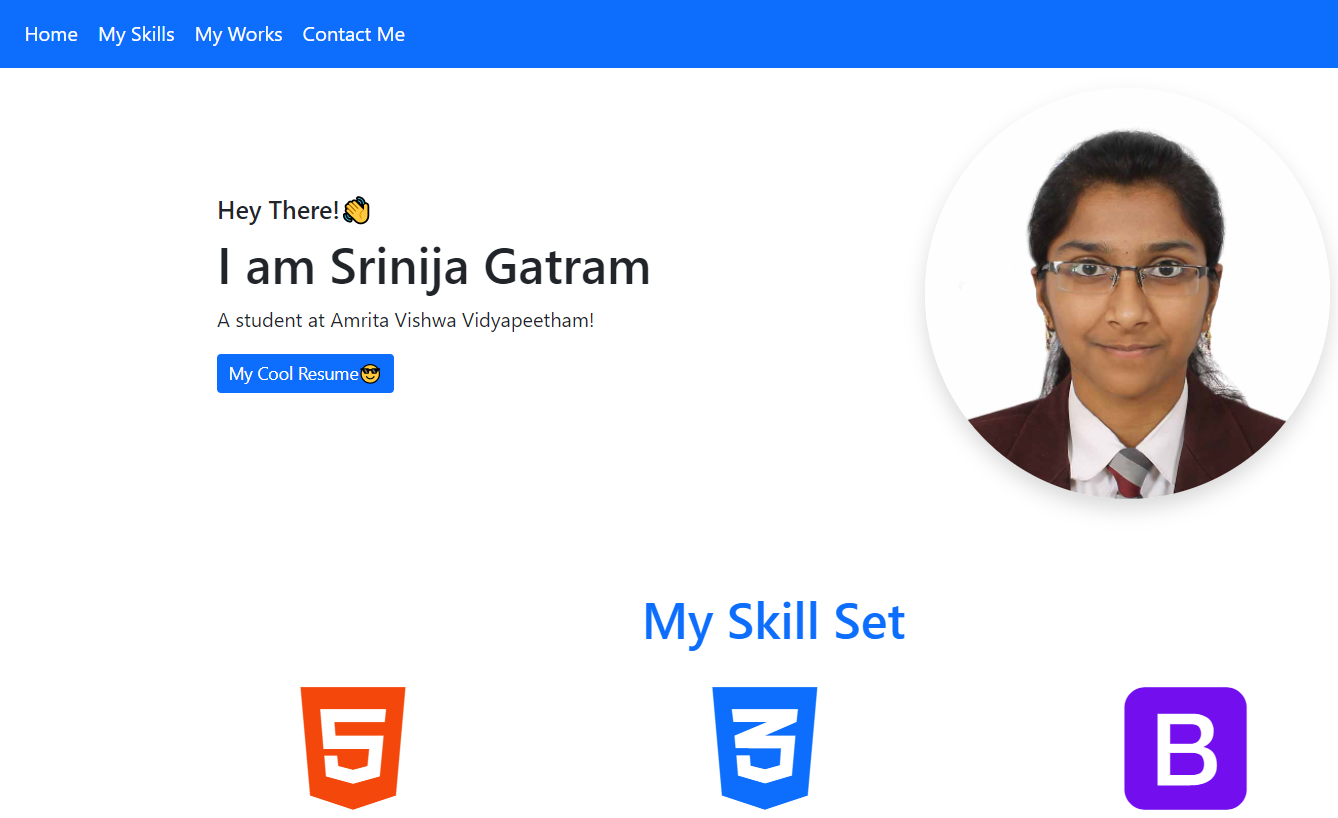 Home My Skills My Works Contact Me
Hey There!👋
I am Srinija Gatram
A student at Amrita Vishwa Vidyapeetham!
My Cool Resume😎
My Skill Set
5 3 B